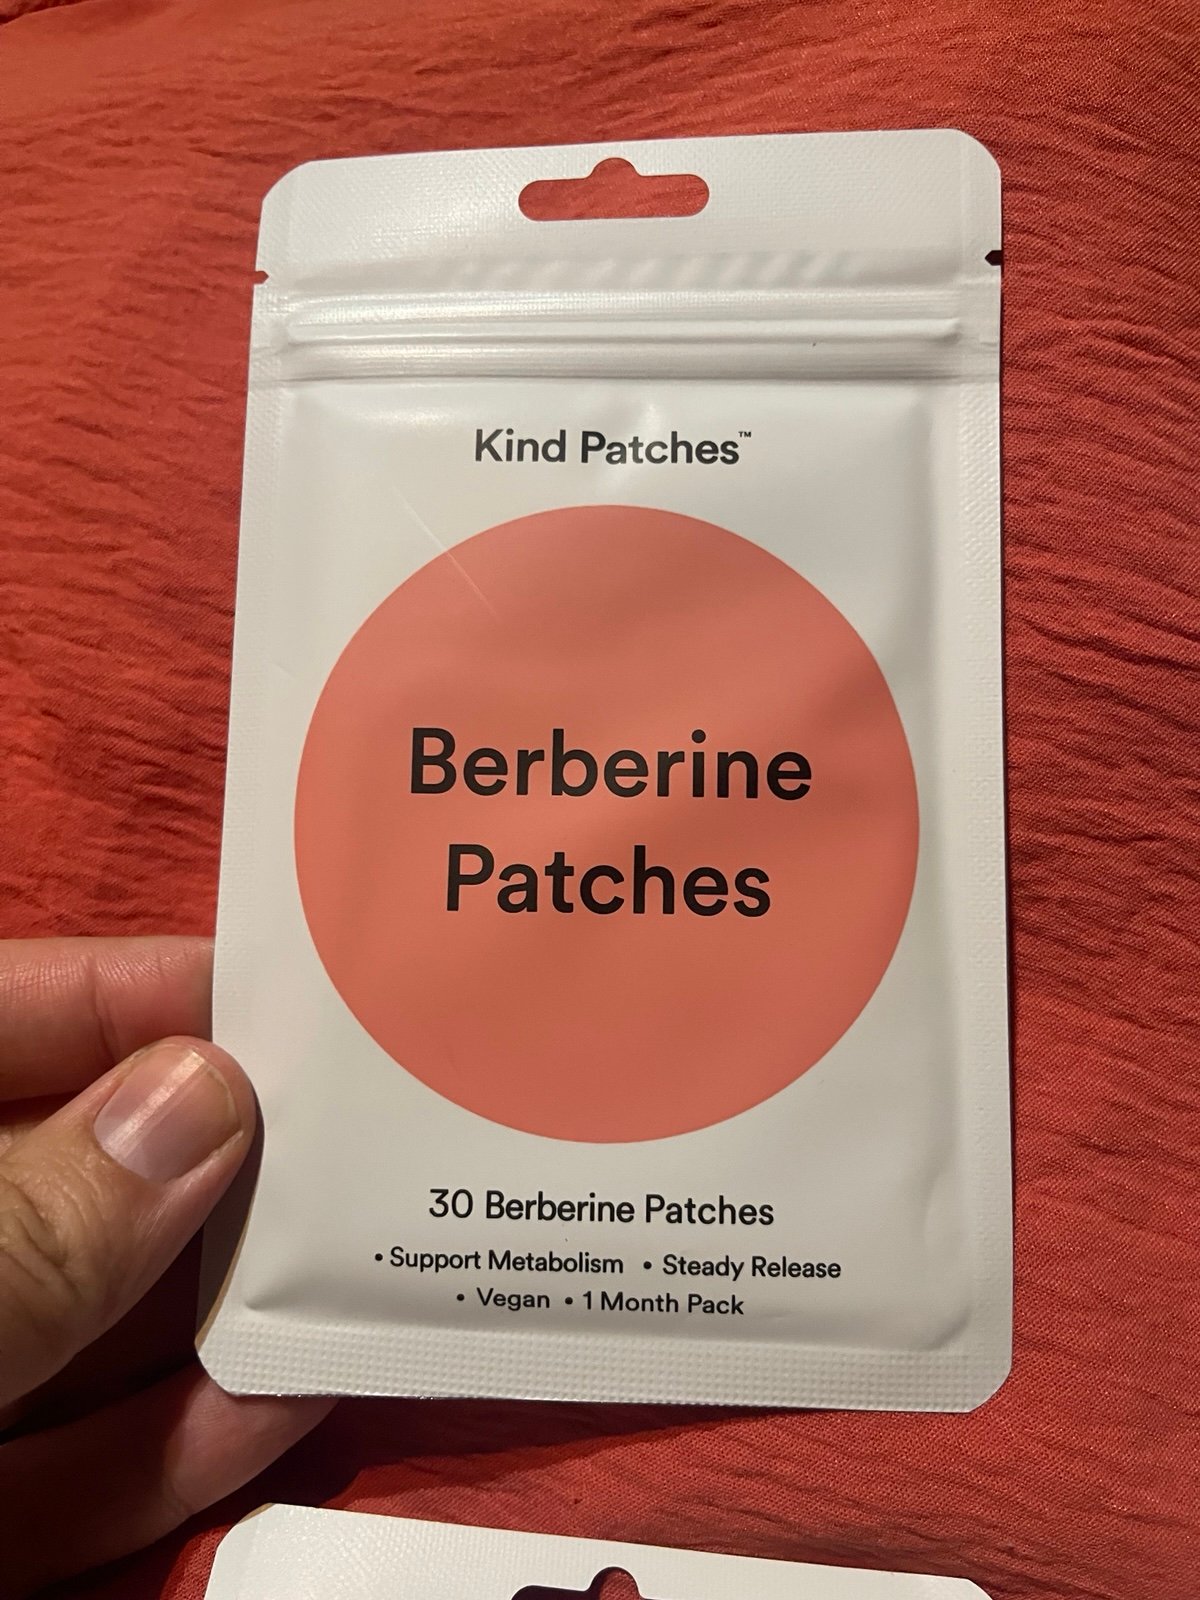 Kind Patches™
Berberine
Patches
30 Berberine Patches
• Support Metabolism • Steady Release
• Vegan • 1 Month Pack